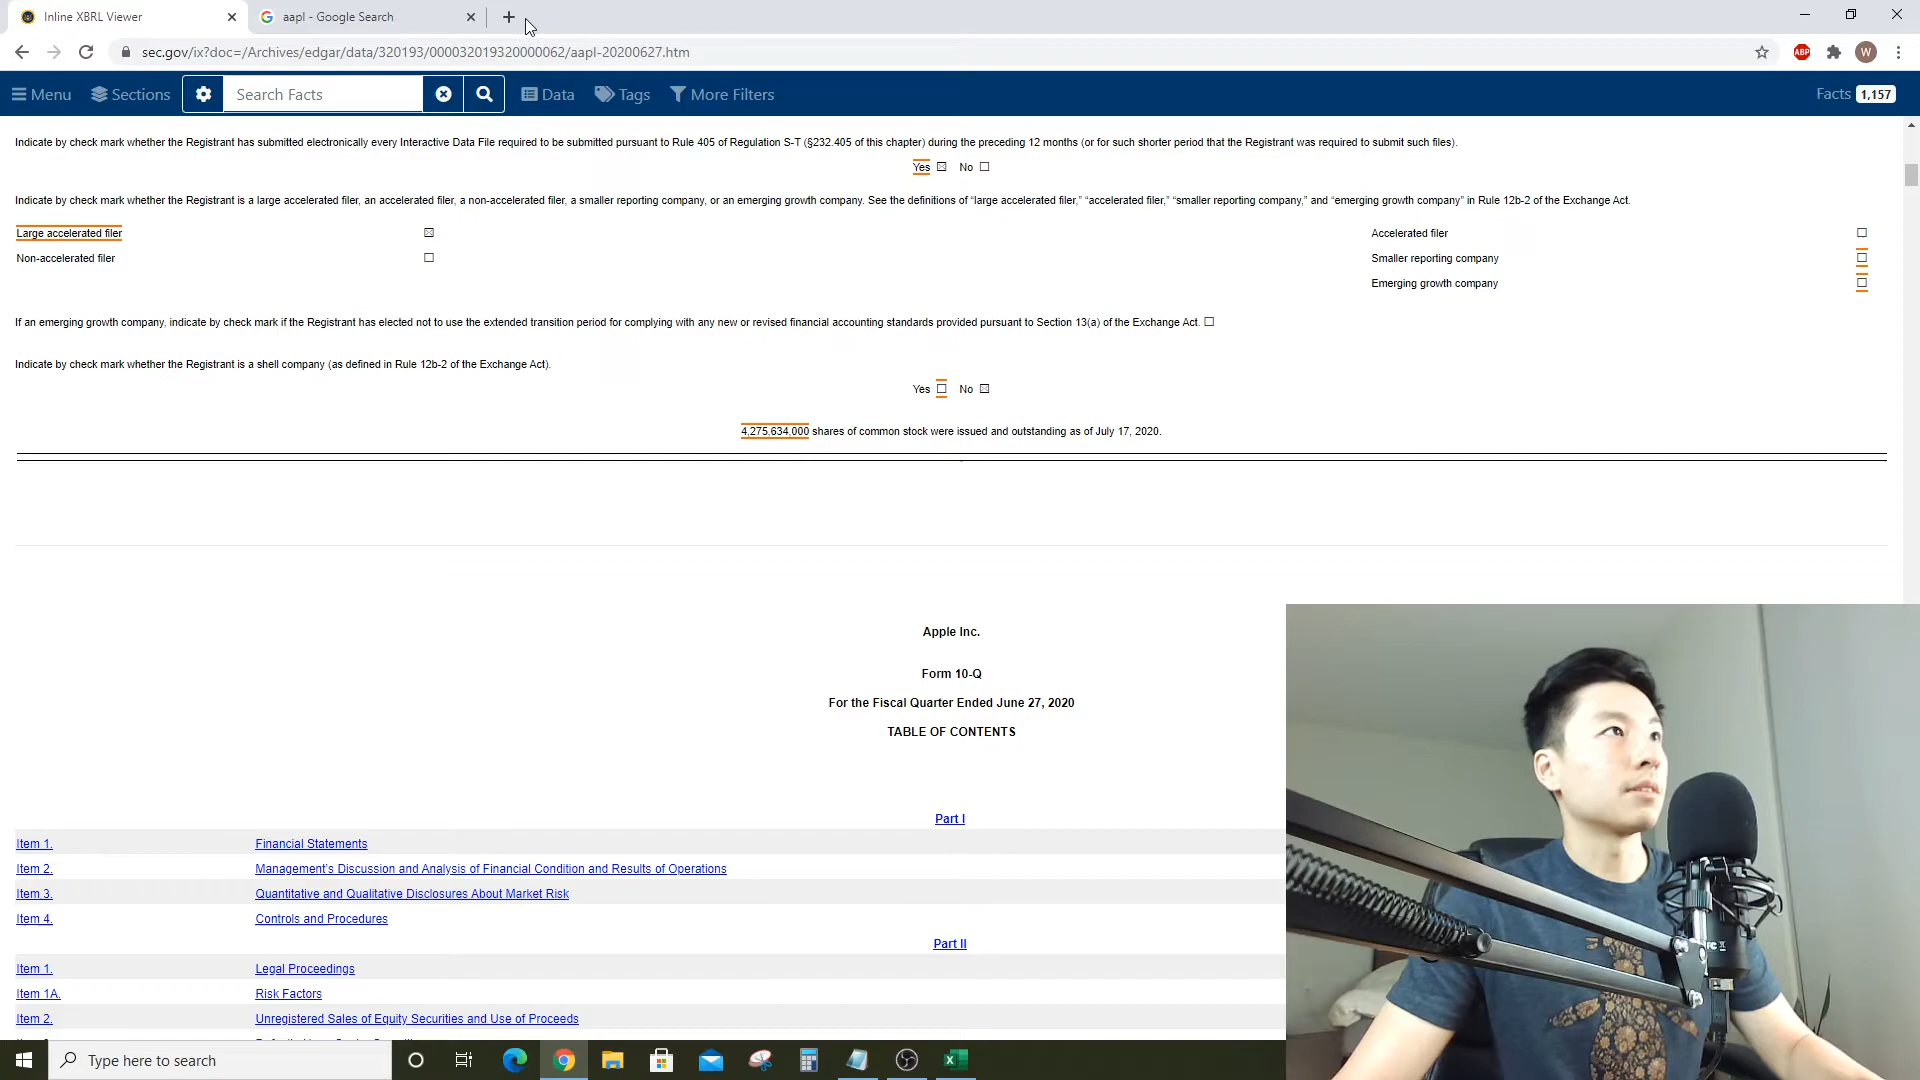 Inline XBRL Viewer
aapl - Google Search
sec.gov/ix?doc=/Archives/edgar/data/320193/000032019320000062/aapl-20200627.htm
ABP
W
Menu
Sections
Search Facts
Data
Tags
More Filters
Facts 1,157
Indicate by check mark whether the Registrant has submitted electronically every Interactive Data File required to be submitted pursuant to Rule 405 of Regulation S-T (§232.405 of this chapter) during the preceding 12 months (or for such shorter period that the Registrant was required to submit such files).
Yes ☒ No ☐
Indicate by check mark whether the Registrant is a large accelerated filer, an accelerated filer, a non-accelerated filer, a smaller reporting company, or an emerging growth company. See the definitions of “large accelerated filer,” “accelerated filer,” “smaller reporting company,” and “emerging growth company” in Rule 12b-2 of the Exchange Act.
Large accelerated filer ☒ Accelerated filer ☐
Non-accelerated filer ☐ Smaller reporting company ☐
Emerging growth company ☐
If an emerging growth company, indicate by check mark if the Registrant has elected not to use the extended transition period for complying with any new or revised financial accounting standards provided pursuant to Section 13(a) of the Exchange Act. ☐
Indicate by check mark whether the Registrant is a shell company (as defined in Rule 12b-2 of the Exchange Act).
Yes ☐ No ☒
4,275,634,000 shares of common stock were issued and outstanding as of July 17, 2020.
Apple Inc.
Form 10-Q
For the Fiscal Quarter Ended June 27, 2020
TABLE OF CONTENTS
Part I
Item 1. Financial Statements
Item 2. Management’s Discussion and Analysis of Financial Condition and Results of Operations
Item 3. Quantitative and Qualitative Disclosures About Market Risk
Item 4. Controls and Procedures
Part II
Item 1. Legal Proceedings
Item 1A. Risk Factors
Item 2. Unregistered Sales of Equity Securities and Use of Proceeds
Type here to search